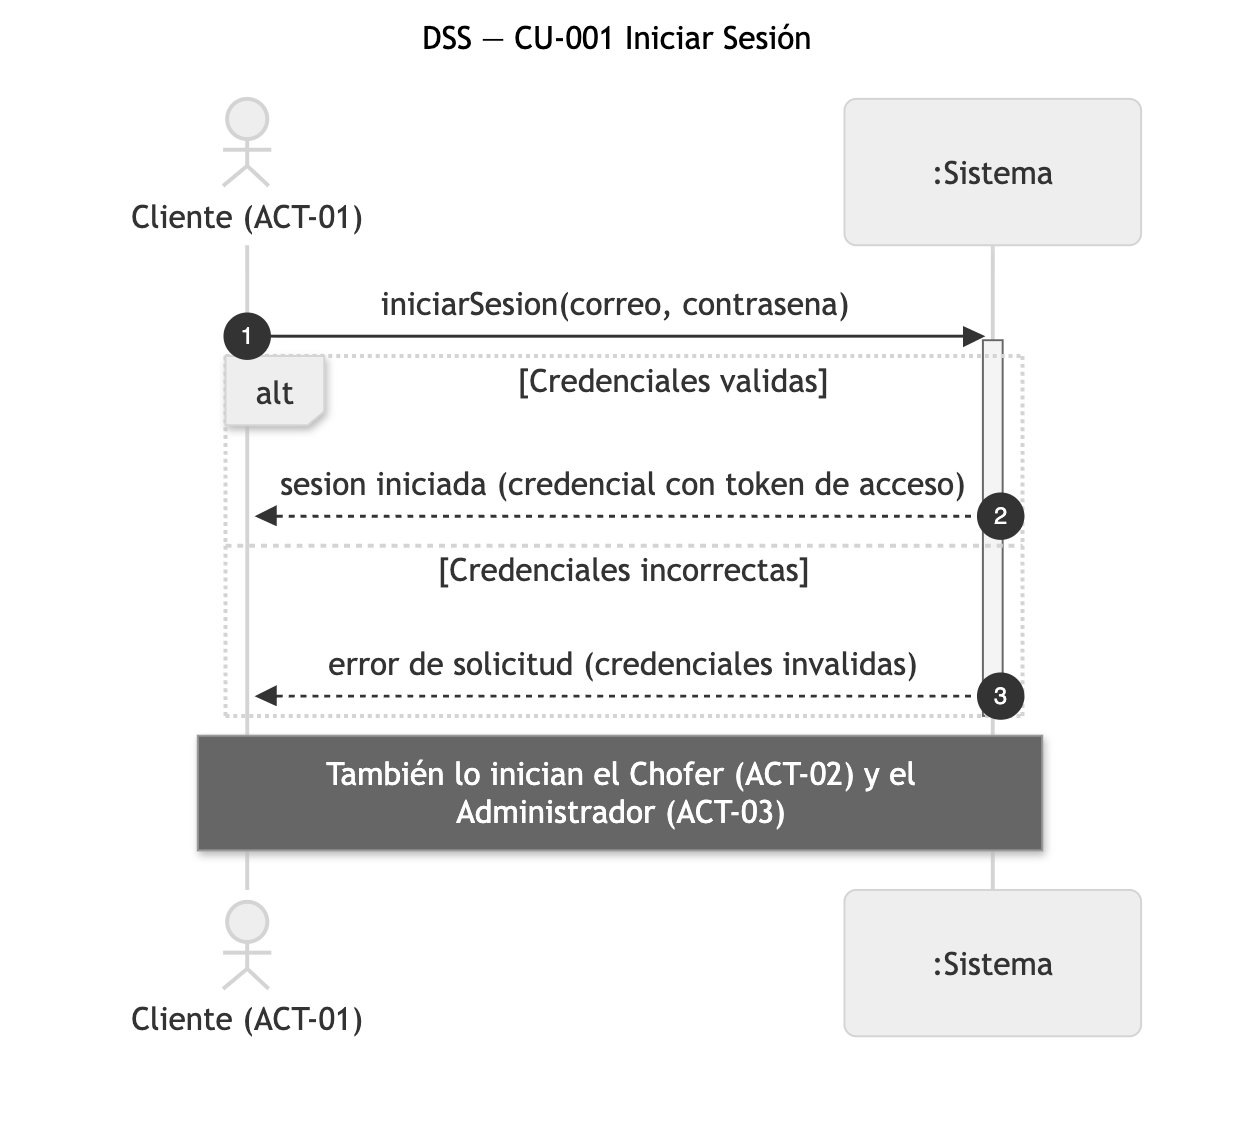 DSS — CU-001 Iniciar Sesión
Cliente (ACT-01)
:Sistema
iniciarSesion(correo, contrasena)
1
alt
[Credenciales validas]
sesion iniciada (credencial con token de acceso)
2
[Credenciales incorrectas]
error de solicitud (credenciales invalidas)
3
También lo inician el Chofer (ACT-02) y el
Administrador (ACT-03)
Cliente (ACT-01)
:Sistema